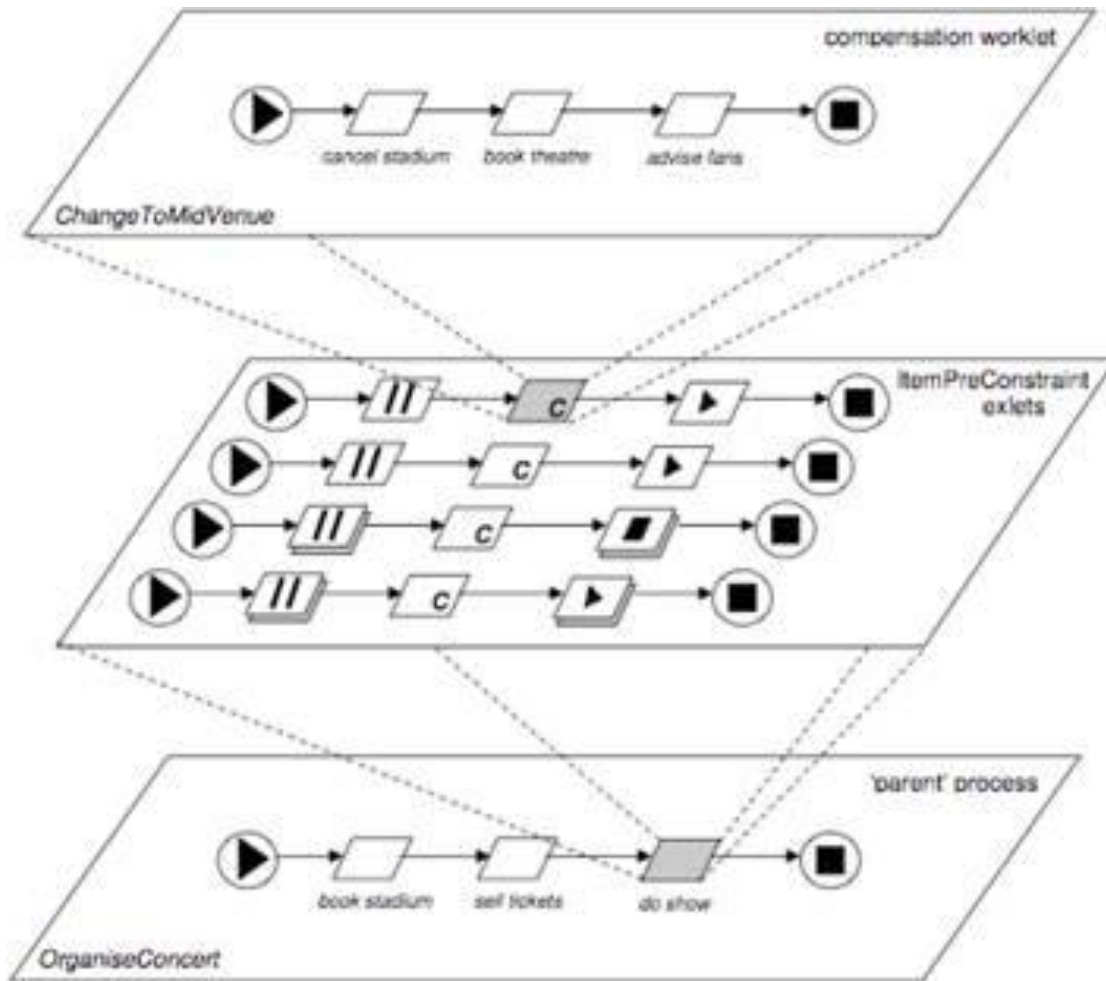 compensation worklet
cancel stadium
book theatre
advise fans
ChangeToMidVenue
ItemPreConstraint
exlets
C
C
C
C
'parent' process
book stadium
sell tickets
do show
OrganiseConcert